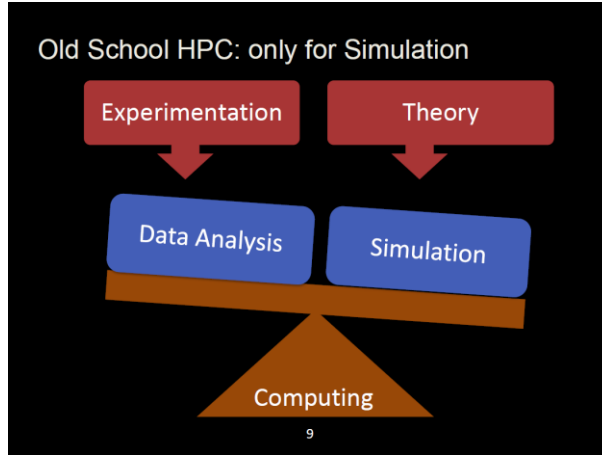 Old School HPC: only for Simulation
Experimentation
Theory
Data Analysis
Simulation
Computing
9